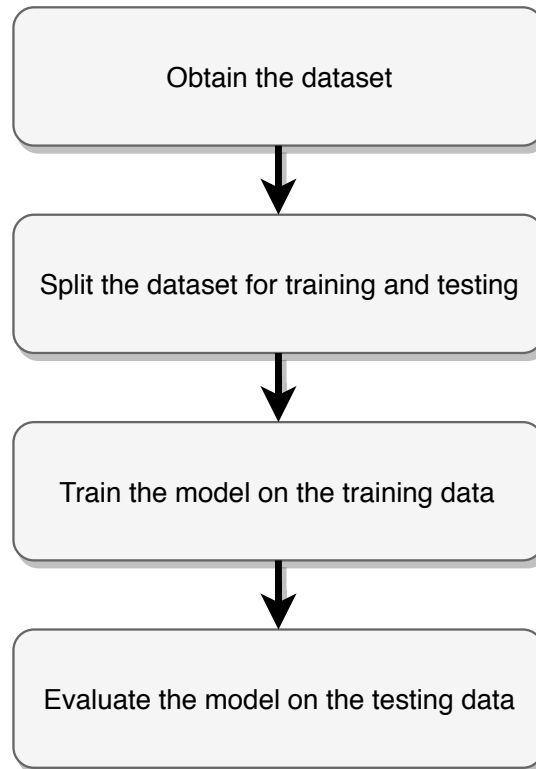 Obtain the dataset
Split the dataset for training and testing
Train the model on the training data
Evaluate the model on the testing data